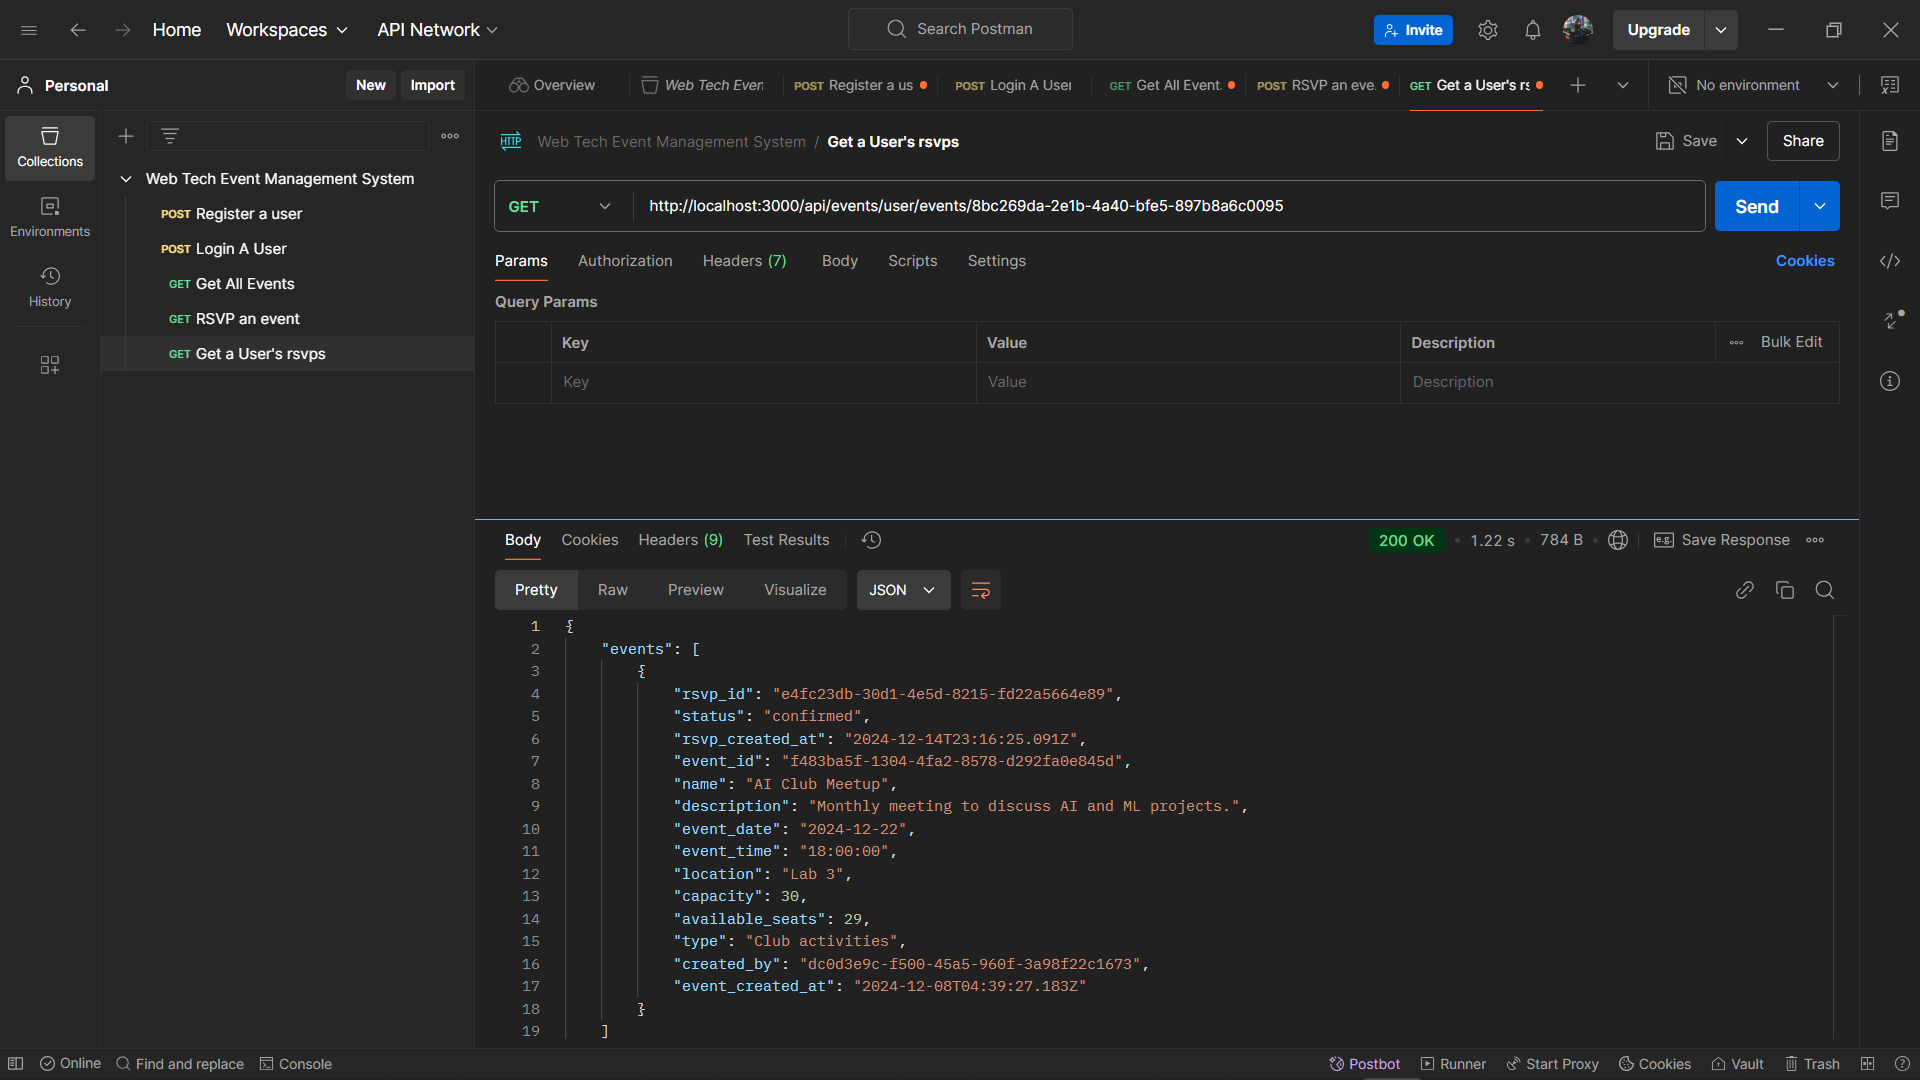 Home Workspaces API Network Search Postman Invite Upgrade
Personal New Import
Overview Web Tech Even POST Register a us POST Login A User GET Get All Event. POST RSVP an eve. GET Get a User's rs No environment
Collections
Environments
History
Web Tech Event Management System
POST Register a user
POST Login A User
GET Get All Events
GET RSVP an event
GET Get a User's rsvps
HTTP Web Tech Event Management System / Get a User's rsvps Save Share
GET http://localhost:3000/api/events/user/events/8bc269da-2e1b-4a40-bfe5-897b8a6c0095 Send
Params Authorization Headers (7) Body Scripts Settings Cookies
Query Params
Key Value Description Bulk Edit
Key Value Description
Body Cookies Headers (9) Test Results 200 OK 1.22 s 784 B e.g. Save Response
Pretty Raw Preview Visualize JSON
1 {
2 "events": [
3 {
4 "rsvp_id": "e4fc23db-30d1-4e5d-8215-fd22a5664e89",
5 "status": "confirmed",
6 "rsvp_created_at": "2024-12-14T23:16:25.091Z",
7 "event_id": "f483ba5f-1304-4fa2-8578-d292fa0e845d",
8 "name": "AI Club Meetup",
9 "description": "Monthly meeting to discuss AI and ML projects.",
10 "event_date": "2024-12-22",
11 "event_time": "18:00:00",
12 "location": "Lab 3",
13 "capacity": 30,
14 "available_seats": 29,
15 "type": "Club activities",
16 "created_by": "dc0d3e9c-f500-45a5-960f-3a98f22c1673",
17 "event_created_at": "2024-12-08T04:39:27.183Z"
18 }
19 ]
Online Find and replace Console Postbot Runner Start Proxy Cookies Vault Trash